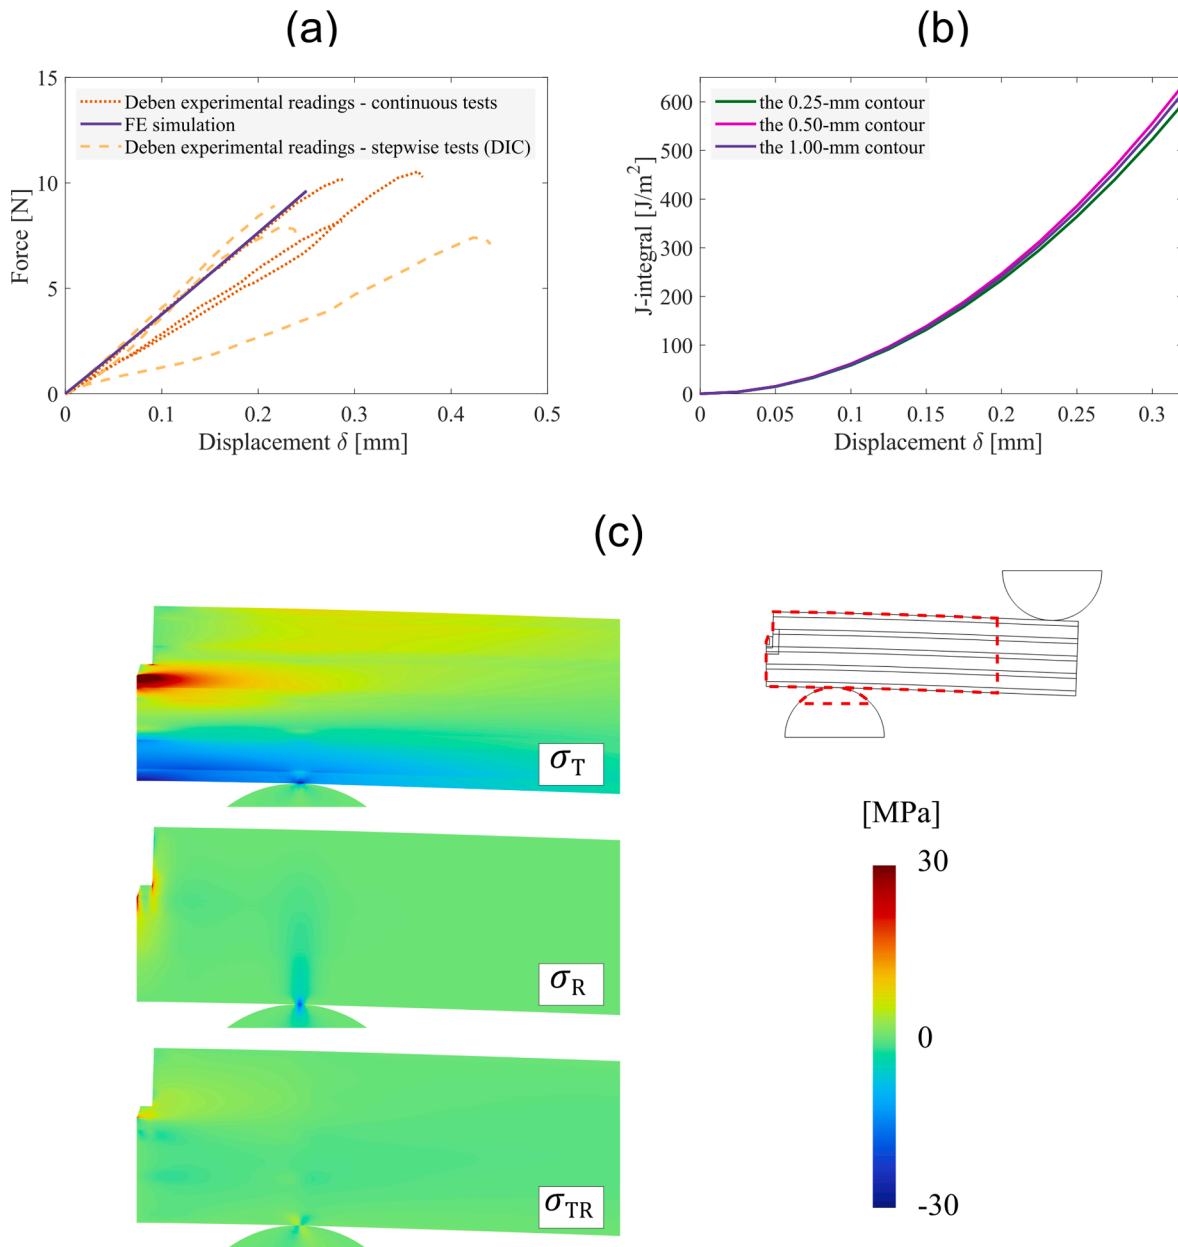 (a)
15
10
5
0
Force [N]
Deben experimental readings - continuous tests
FE simulation
Deben experimental readings - stepwise tests (DIC)
0 0.1 0.2 0.3 0.4 0.5
Displacement δ [mm]
(b)
600
500
400
300
200
100
0
J-integral [J/m²]
the 0.25-mm contour
the 0.50-mm contour
the 1.00-mm contour
0 0.05 0.1 0.15 0.2 0.25 0.3
Displacement δ [mm]
(c)
σT
σR
σTR
[MPa]
30
0
-30